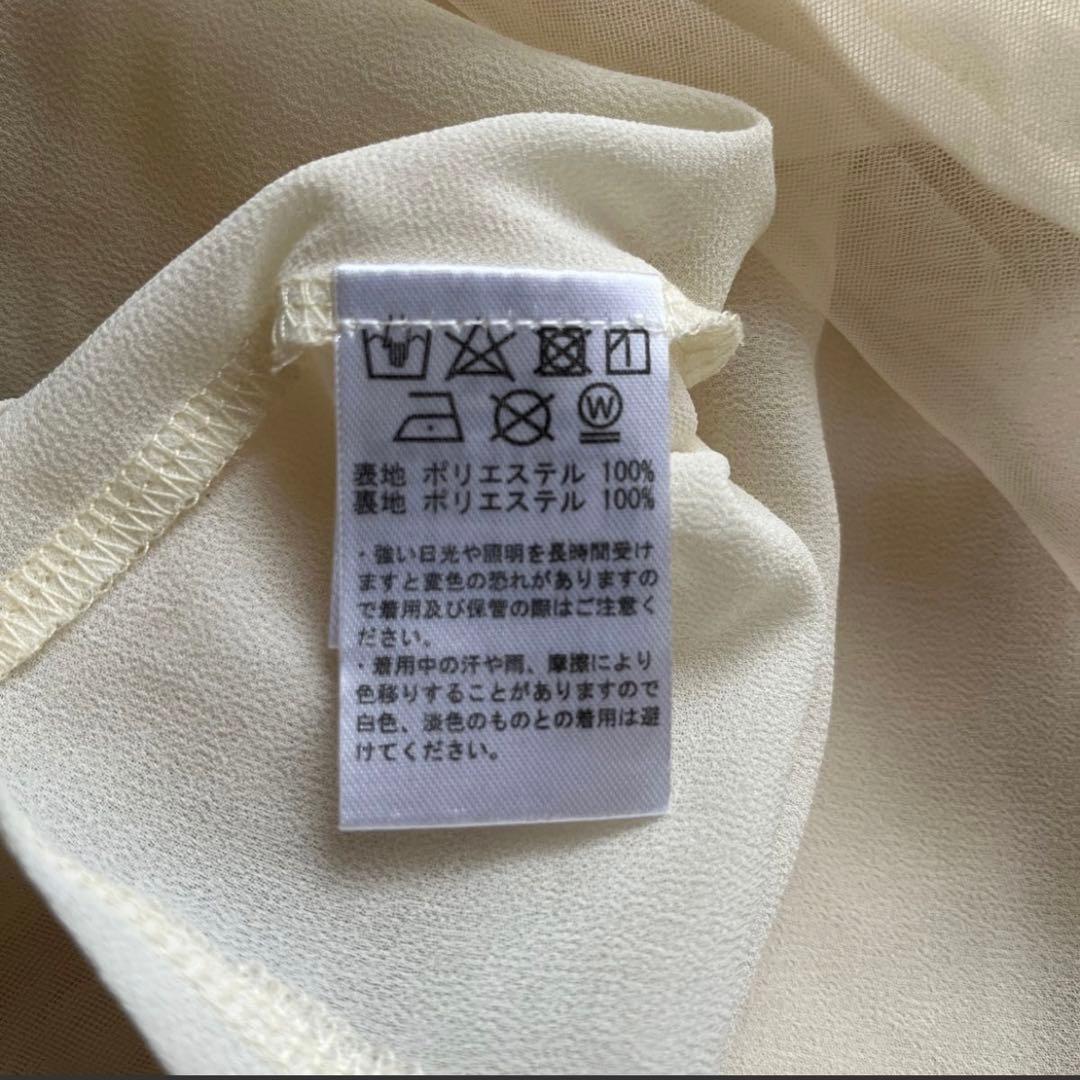 W
表地 ポリエステル 100%
裏地 ポリエステル 100%
・強い日光や照明を長時間受け
ますと変色の恐れがありますの
で着用及び保管の際はご注意く
ださい。
・着用中の汗や雨、摩擦により
色移りすることがありますので
白色、淡色のものとの着用は避
けてください。